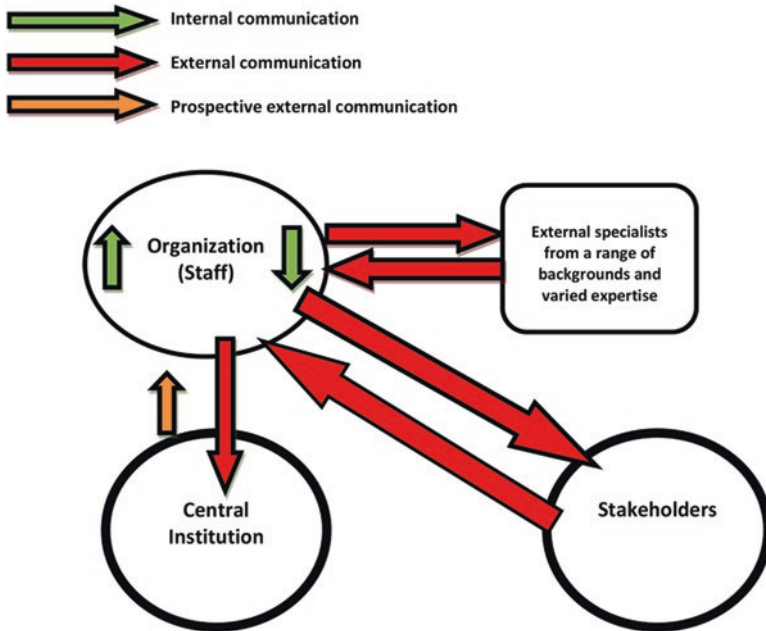 Internal communication
External communication
Prospective external communication
Organization
(Staff)
External specialists
from a range of
backgrounds and
varied expertise
Central
Institution
Stakeholders